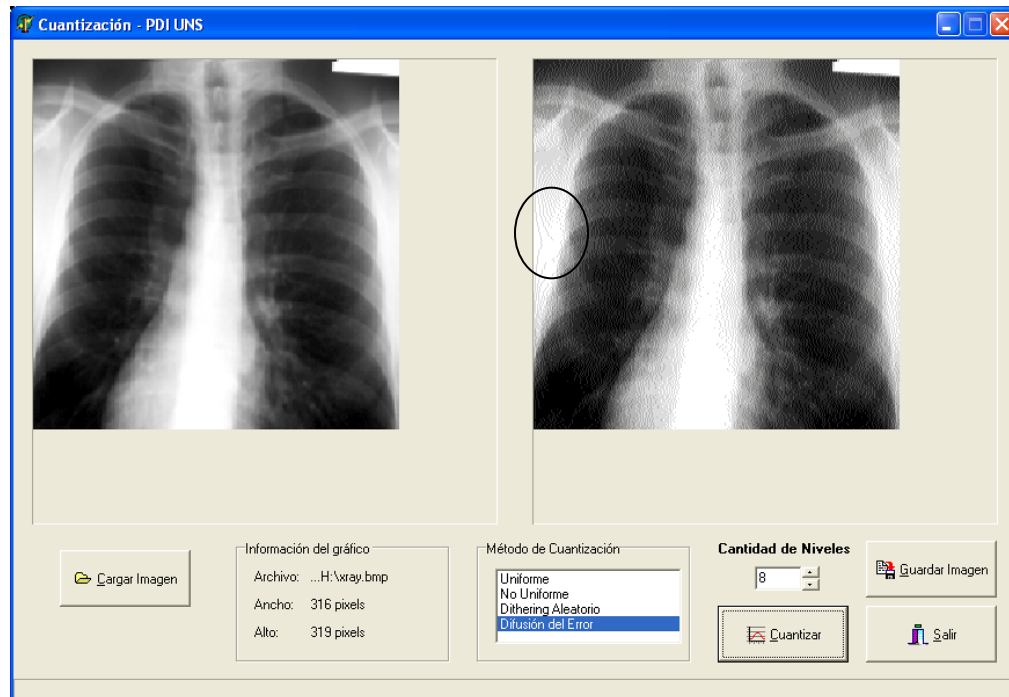 Cuantización - PDI UNS
Cargar Imagen
Información del gráfico
Archivo: ...H:\xray.bmp
Ancho: 316 pixels
Alto: 319 pixels
Método de Cuantización
Uniforme
No Uniforme
Dithering Aleatorio
Difusión del Error
Cantidad de Niveles
8
Cuantizar
Guardar Imagen
Salir